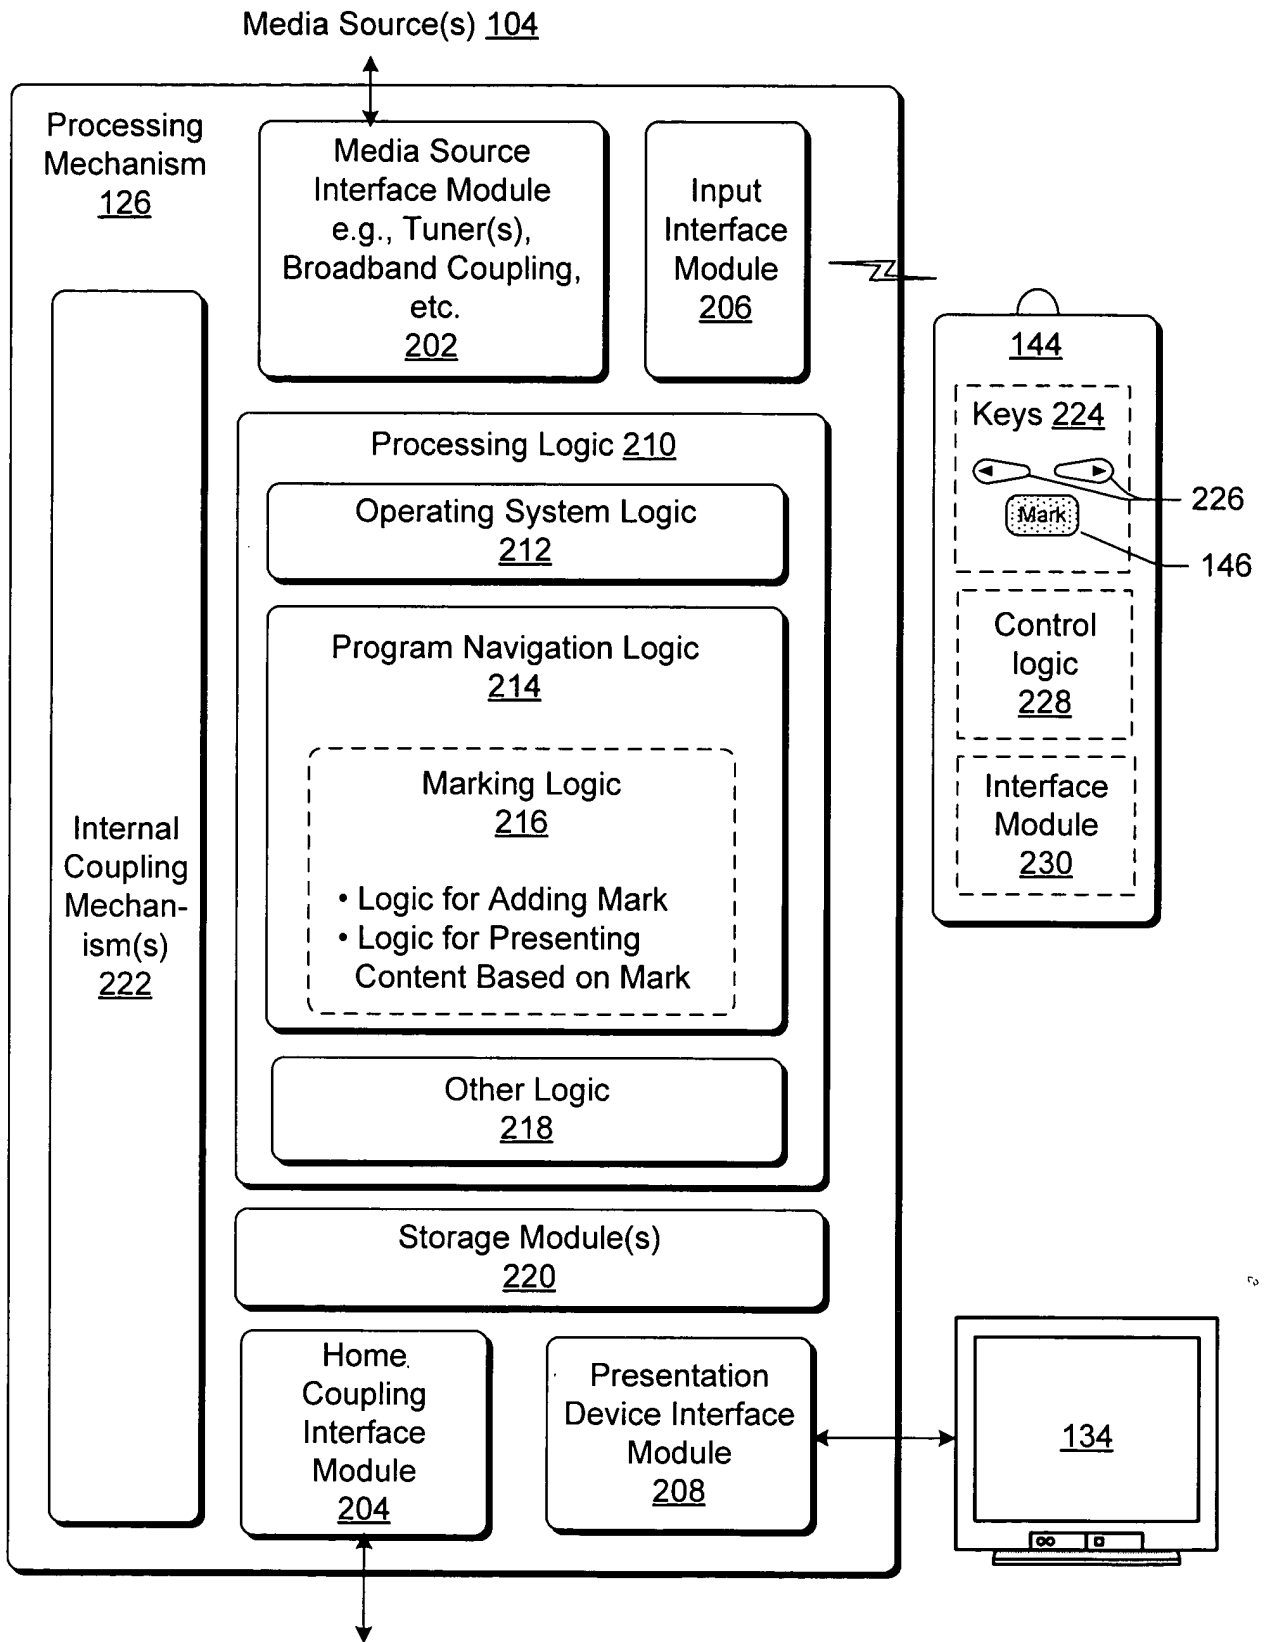 Media Source(s) 104
Processing
Mechanism
126
Media Source
Interface Module
e.g., Tuner(s),
Broadband Coupling,
etc.
202
Input
Interface
Module
206
144
Keys 224
Mark
226
146
Control
logic
228
Interface
Module
230
Processing Logic 210
Operating System Logic
212
Program Navigation Logic
214
Marking Logic
216
• Logic for Adding Mark
• Logic for Presenting
Content Based on Mark
Other Logic
218
Internal
Coupling
Mechan-
ism(s)
222
Storage Module(s)
220
Home
Coupling
Interface
Module
204
Presentation
Device Interface
Module
208
134